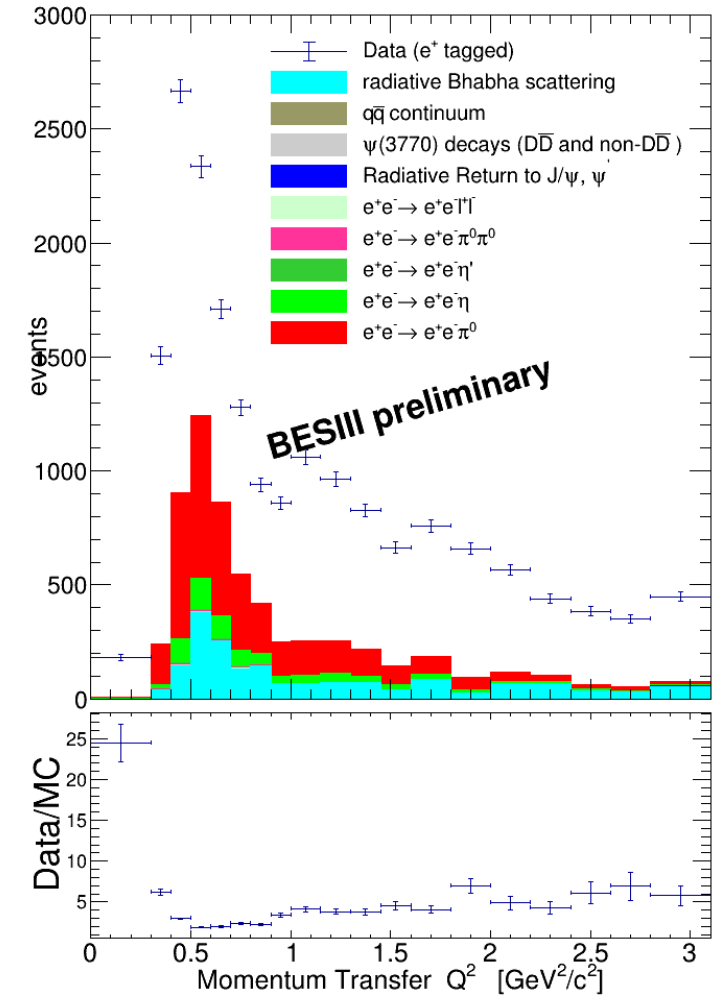 3000
2500
2000
1500
1000
500
0
events
Data (e⁺ tagged)
radiative Bhabha scattering
qq̅ continuum
ψ(3770) decays (DD̅ and non-DD̅ )
Radiative Return to J/ψ, ψ'
e⁺e⁻→ e⁺e⁻l⁺l⁻
e⁺e⁻→ e⁺e⁻π⁰π⁰
e⁺e⁻→ e⁺e⁻η'
e⁺e⁻→ e⁺e⁻η
e⁺e⁻→ e⁺e⁻π⁰
BESIII preliminary
25
20
15
10
5
Data/MC
0 0.5 1 1.5 2 2.5 3
Momentum Transfer Q² [GeV²/c²]